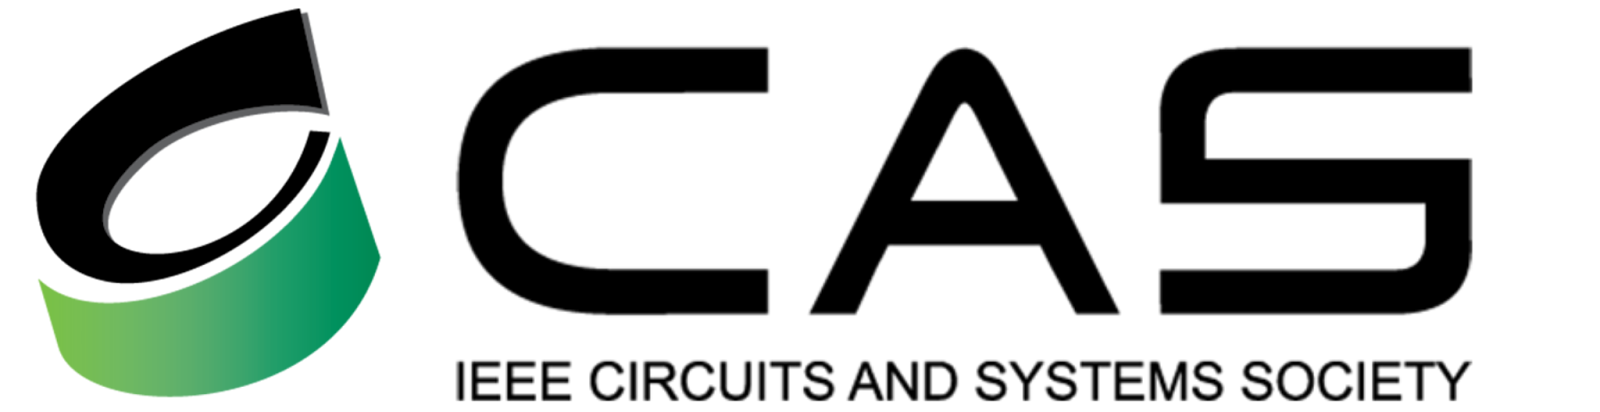 CAS
IEEE CIRCUITS AND SYSTEMS SOCIETY